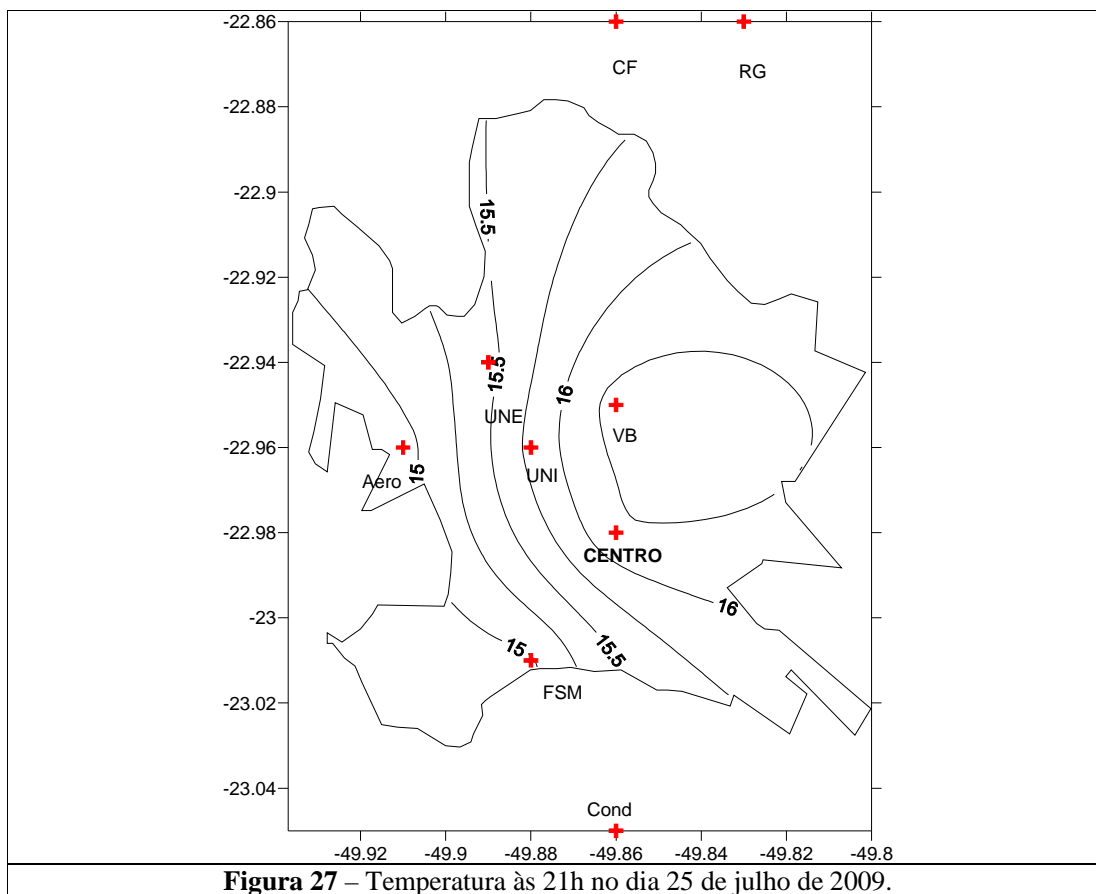 -22.86
CF
RG
-22.88
-22.9
15.5
-22.92
-22.94
15.5
16
UNE
VB
-22.96
Aero
15
UNI
-22.98
CENTRO
-23
16
15
15.5
FSM
-23.02
-23.04
Cond
-49.92 -49.9 -49.88 -49.86 -49.84 -49.82 -49.8
Figura 27 – Temperatura às 21h no dia 25 de julho de 2009.